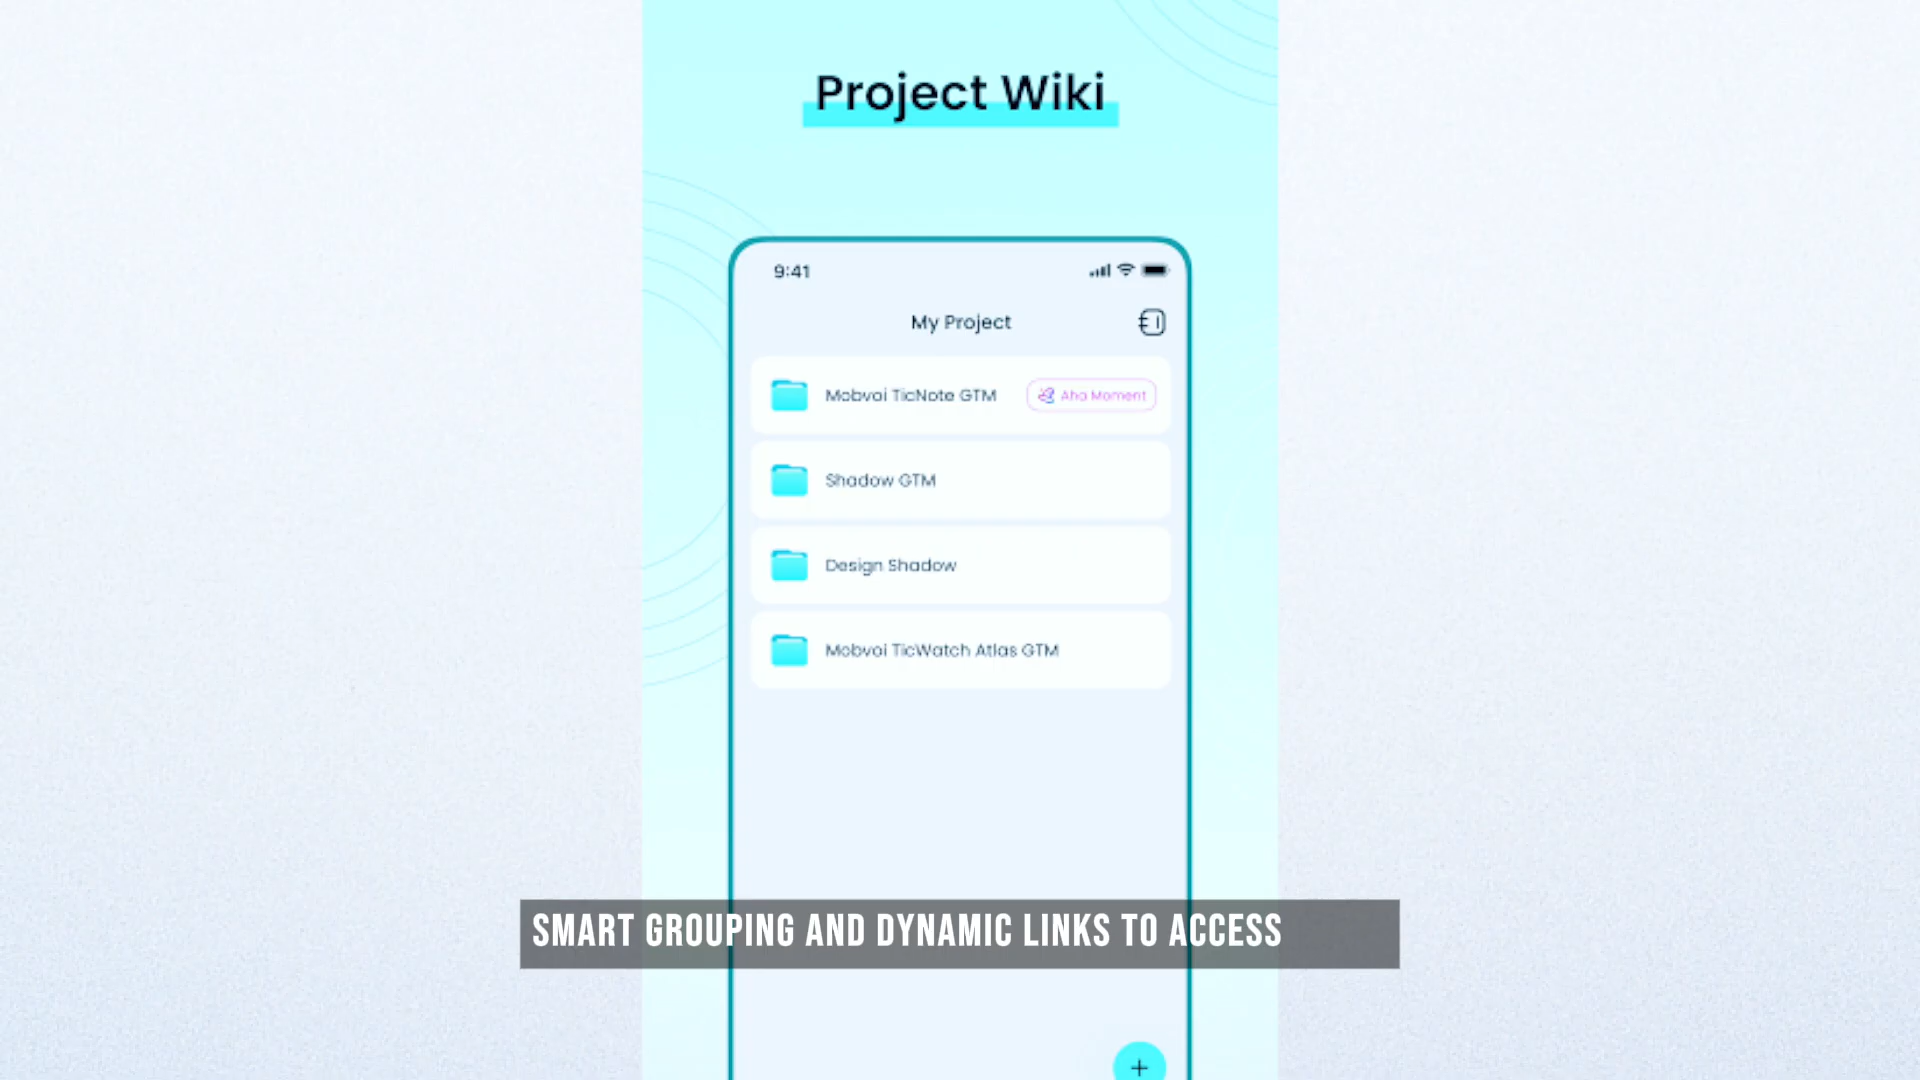 Project Wiki
9:41
My Project
Mobvoi TicNote GTM
Aha Moment
Shadow GTM
Design Shadow
Mobvoi TicWatch Atlas GTM
SMART GROUPING AND DYNAMIC LINKS TO ACCESS
+